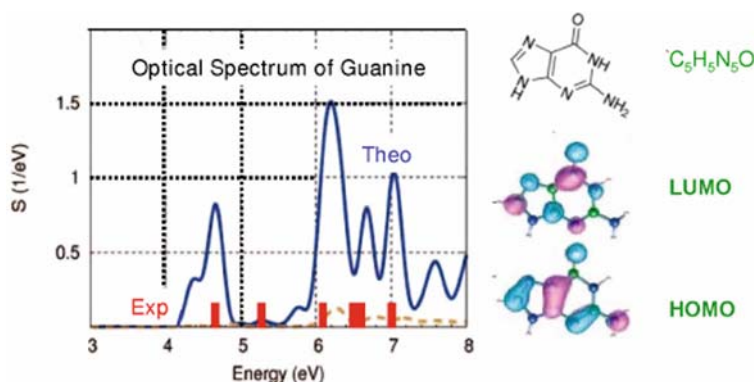 Optical Spectrum of Guanine
S (1/eV)
1.5
1
0.5
Theo
Exp
3 4 5 6 7 8
Energy (eV)
O
N
NH
N
H
N
NH₂
C₅H₅N₅O
LUMO
HOMO